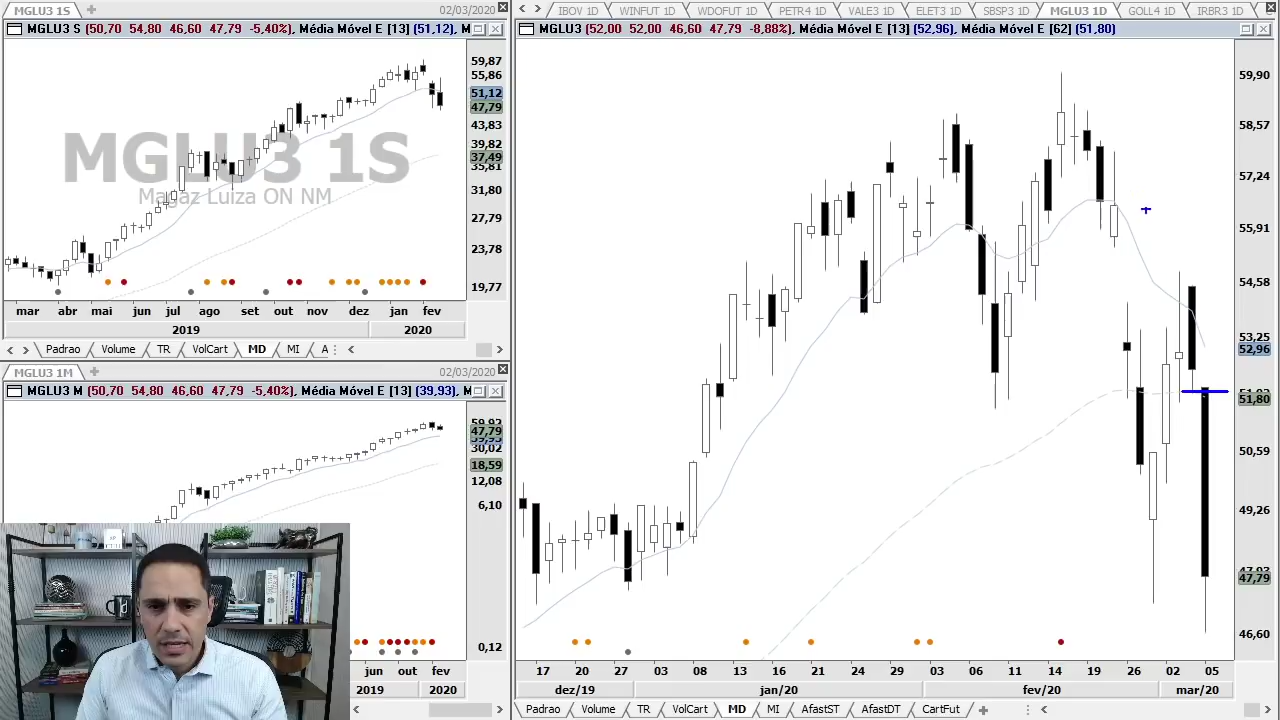 MGLU3 1S
02/03/2020
MGLU3 S (50,70 54,80 46,60 47,79 -5,40%), Média Móvel E [13] (51,12), M
59,87
55,86
51,12
47,79
43,83
39,82
37,49
35,81
31,80
27,79
23,78
19,77
MGLU3 1S
Magaz Luiza ON NM
mar abr mai jun jul ago set out nov dez jan fev
2019 2020
Padrao Volume TR VolCart MD MI A
MGLU3 1M
02/03/2020
MGLU3 M (50,70 54,80 46,60 47,79 -5,40%), Média Móvel E [13] (39,93), M
47,79
30,02
18,59
12,08
6,10
0,12
jun out fev
2019 2020
IBOV 1D WINFUT 1D WDOFUT 1D PETR4 1D VALE3 1D ELET3 1D SBSP3 1D MGLU3 1D GOLL4 1D IRBR3 1D
MGLU3 (52,00 52,00 46,60 47,79 -8,88%), Média Móvel E [13] (52,96), Média Móvel E [62] (51,80)
59,90
58,57
57,24
55,91
54,58
53,25
52,96
51,80
50,59
49,26
47,79
46,60
17 20 27 03 08 13 16 21 24 29 03 06 11 14 19 26 02 05
dez/19 jan/20 fev/20 mar/20
Padrao Volume TR VolCart MD MI AfastST AfastDT CartFut